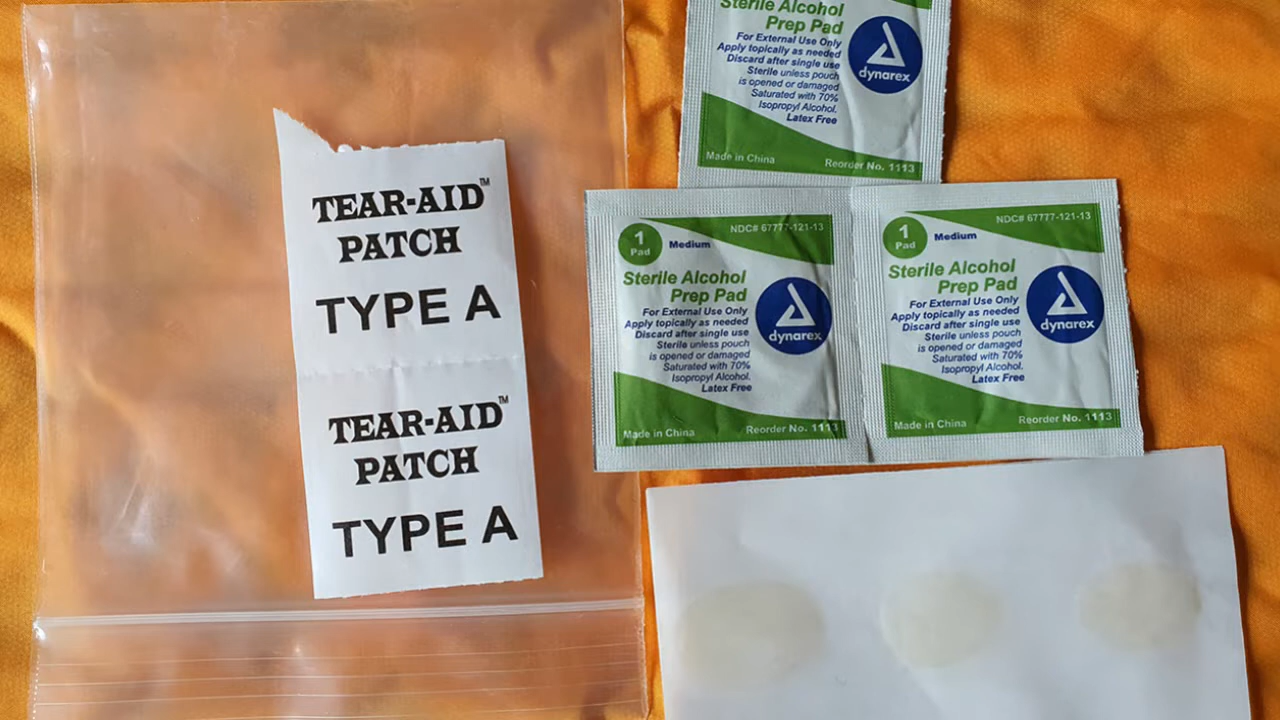 TEAR-AID™
PATCH
TYPE A
TEAR-AID™
PATCH
TYPE A
Sterile Alcohol
Prep Pad
For External Use Only
Apply topically as needed
Discard after single use
Sterile unless pouch
is opened or damaged
Saturated with 70%
Isopropyl Alcohol.
Latex Free
dynarex
Made in China
Reorder No. 1113
NDC# 67777-121-13
1
Pad
Medium
Sterile Alcohol
Prep Pad
For External Use Only
Apply topically as needed
Discard after single use
Sterile unless pouch
is opened or damaged
Saturated with 70%
Isopropyl Alcohol.
Latex Free
dynarex
Made in China
Reorder No. 1113
NDC# 67777-121-13
1
Pad
Medium
Sterile Alcohol
Prep Pad
For External Use Only
Apply topically as needed
Discard after single use
Sterile unless pouch
is opened or damaged
Saturated with 70%
Isopropyl Alcohol.
Latex Free
dynarex
Made in China
Reorder No. 1113